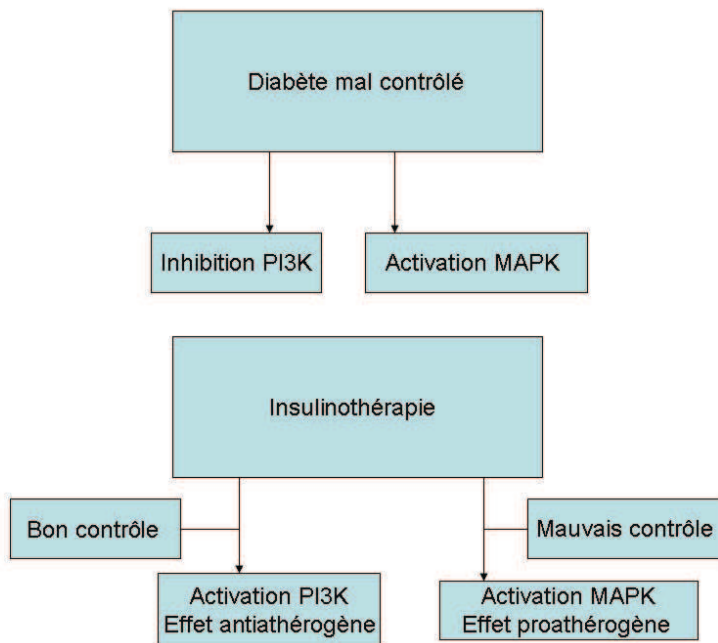 Diabète mal contrôlé
Inhibition PI3K
Activation MAPK
Insulinothérapie
Bon contrôle
Mauvais contrôle
Activation PI3K
Effet antiathérogène
Activation MAPK
Effet proathérogène